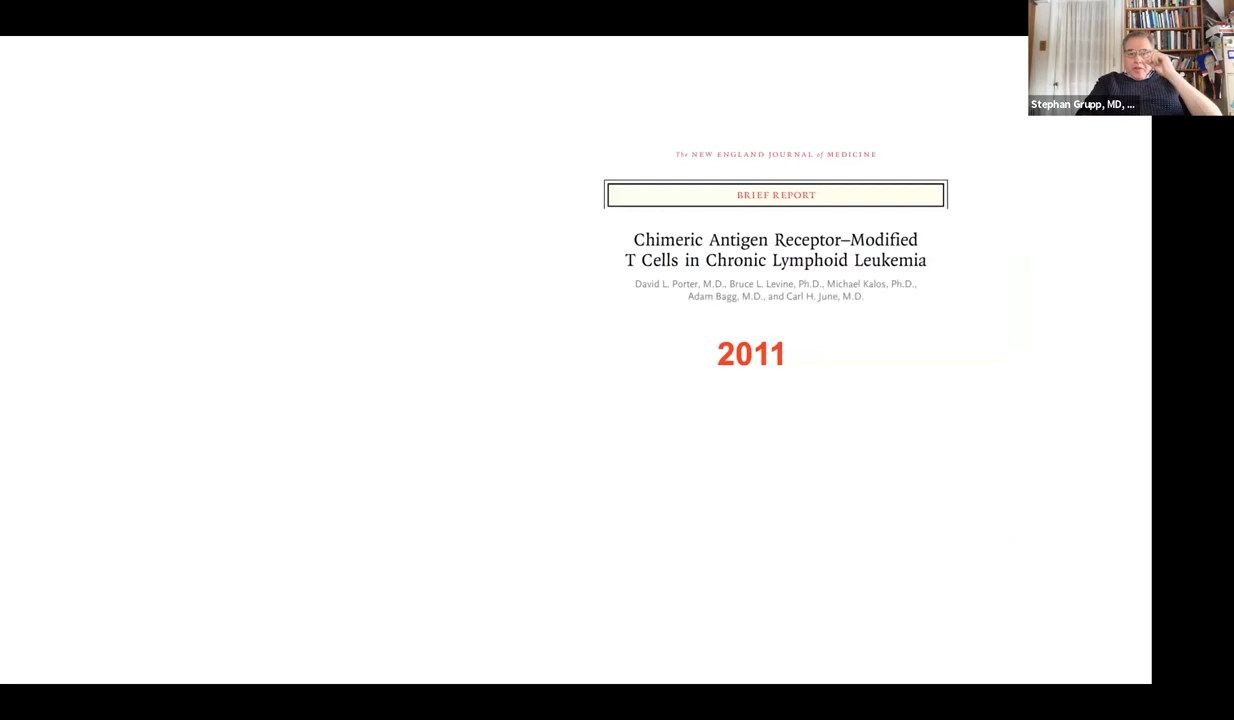 Stephan Grupp, MD, ...
The NEW ENGLAND JOURNAL of MEDICINE
BRIEF REPORT
Chimeric Antigen Receptor–Modified
T Cells in Chronic Lymphoid Leukemia
David L. Porter, M.D., Bruce L. Levine, Ph.D., Michael Kalos, Ph.D.,
Adam Bagg, M.D., and Carl H. June, M.D.
2011